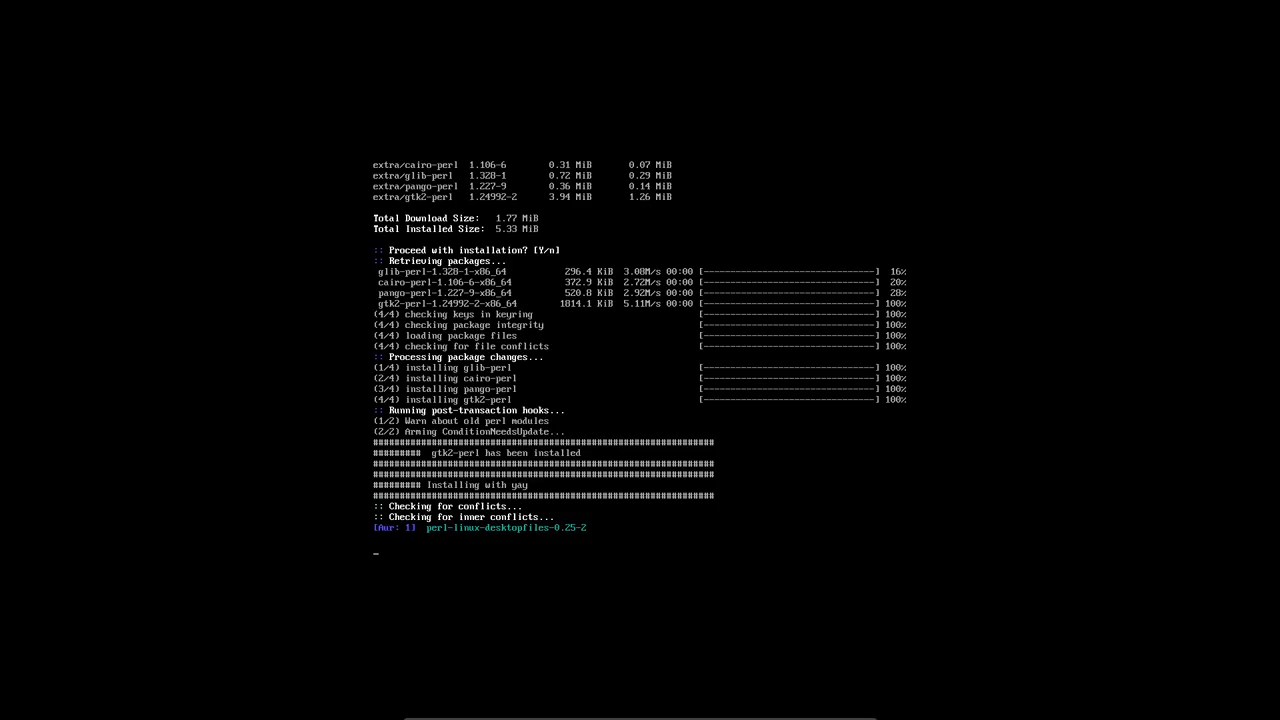 extra/cairo-perl  1.106-6        0.31 MiB       0.07 MiB
extra/glib-perl   1.328-1        0.72 MiB       0.29 MiB
extra/pango-perl  1.227-9        0.36 MiB       0.14 MiB
extra/gtk2-perl   1.24992-2      3.94 MiB       1.26 MiB
Total Download Size:   1.77 MiB
Total Installed Size:  5.33 MiB
:: Proceed with installation? [Y/n]
:: Retrieving packages...
glib-perl-1.328-1-x86_64           296.4 KiB  3.08M/s 00:00 [--------------------------------]  16%
cairo-perl-1.106-6-x86_64          372.9 KiB  2.72M/s 00:00 [--------------------------------]  20%
pango-perl-1.227-9-x86_64          520.8 KiB  2.92M/s 00:00 [--------------------------------]  28%
gtk2-perl-1.24992-2-x86_64        1814.1 KiB  5.11M/s 00:00 [--------------------------------] 100%
(4/4) checking keys in keyring                               [--------------------------------] 100%
(4/4) checking package integrity                             [--------------------------------] 100%
(4/4) loading package files                                  [--------------------------------] 100%
(4/4) checking for file conflicts                            [--------------------------------] 100%
:: Processing package changes...
(1/4) installing glib-perl                                   [--------------------------------] 100%
(2/4) installing cairo-perl                                  [--------------------------------] 100%
(3/4) installing pango-perl                                  [--------------------------------] 100%
(4/4) installing gtk2-perl                                   [--------------------------------] 100%
:: Running post-transaction hooks...
(1/2) Warn about old perl modules
(2/2) Arming ConditionNeedsUpdate...
################################################################
#########  gtk2-perl has been installed
################################################################
################################################################
######### Installing with yay
################################################################
:: Checking for conflicts...
:: Checking for inner conflicts...
[Aur: 1]  perl-linux-desktopfiles-0.25-2
_